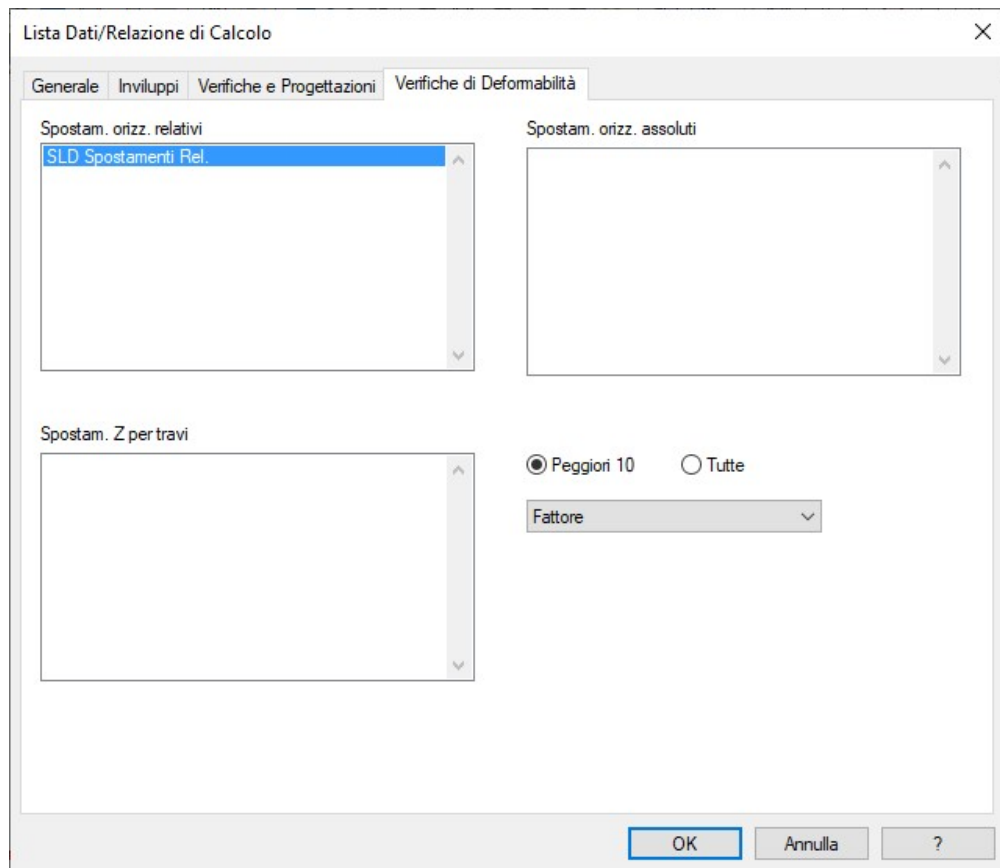 Lista Dati/Relazione di Calcolo
Generale Inviluppi Verifiche e Progettazioni Verifiche di Deformabilità
Spostam. orizz. relativi
SLD Spostamenti Rel.
Spostam. orizz. assoluti
Spostam. Z per travi
Peggiori 10 Tutte
Fattore
OK Annulla ?